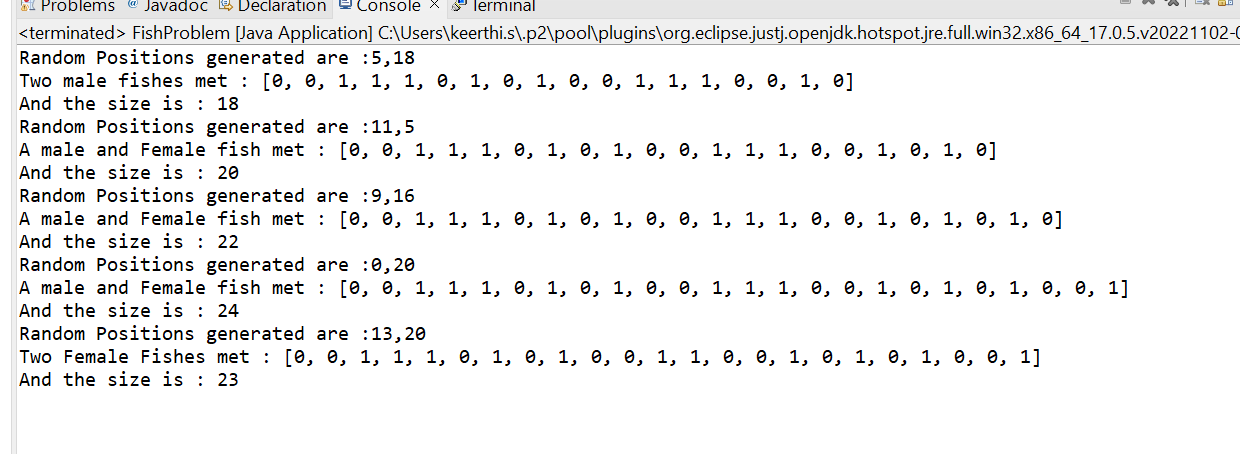 Problems Javadoc Declaration Console Terminal
<terminated> FishProblem [Java Application] C:\Users\keerthi.s\.p2\pool\plugins\org.eclipse.justj.openjdk.hotspot.jre.full.win32.x86_64_17.0.5.v20221102-0
Random Positions generated are :5,18
Two male fishes met : [0, 0, 1, 1, 1, 0, 1, 0, 1, 0, 0, 1, 1, 1, 0, 0, 1, 0]
And the size is : 18
Random Positions generated are :11,5
A male and Female fish met : [0, 0, 1, 1, 1, 0, 1, 0, 1, 0, 0, 1, 1, 1, 0, 0, 1, 0, 1, 0]
And the size is : 20
Random Positions generated are :9,16
A male and Female fish met : [0, 0, 1, 1, 1, 0, 1, 0, 1, 0, 0, 1, 1, 1, 0, 0, 1, 0, 1, 0, 1, 0]
And the size is : 22
Random Positions generated are :0,20
A male and Female fish met : [0, 0, 1, 1, 1, 0, 1, 0, 1, 0, 0, 1, 1, 1, 0, 0, 1, 0, 1, 0, 1, 0, 0, 1]
And the size is : 24
Random Positions generated are :13,20
Two Female Fishes met : [0, 0, 1, 1, 1, 0, 1, 0, 1, 0, 0, 1, 1, 0, 0, 1, 0, 1, 0, 1, 0, 0, 1]
And the size is : 23